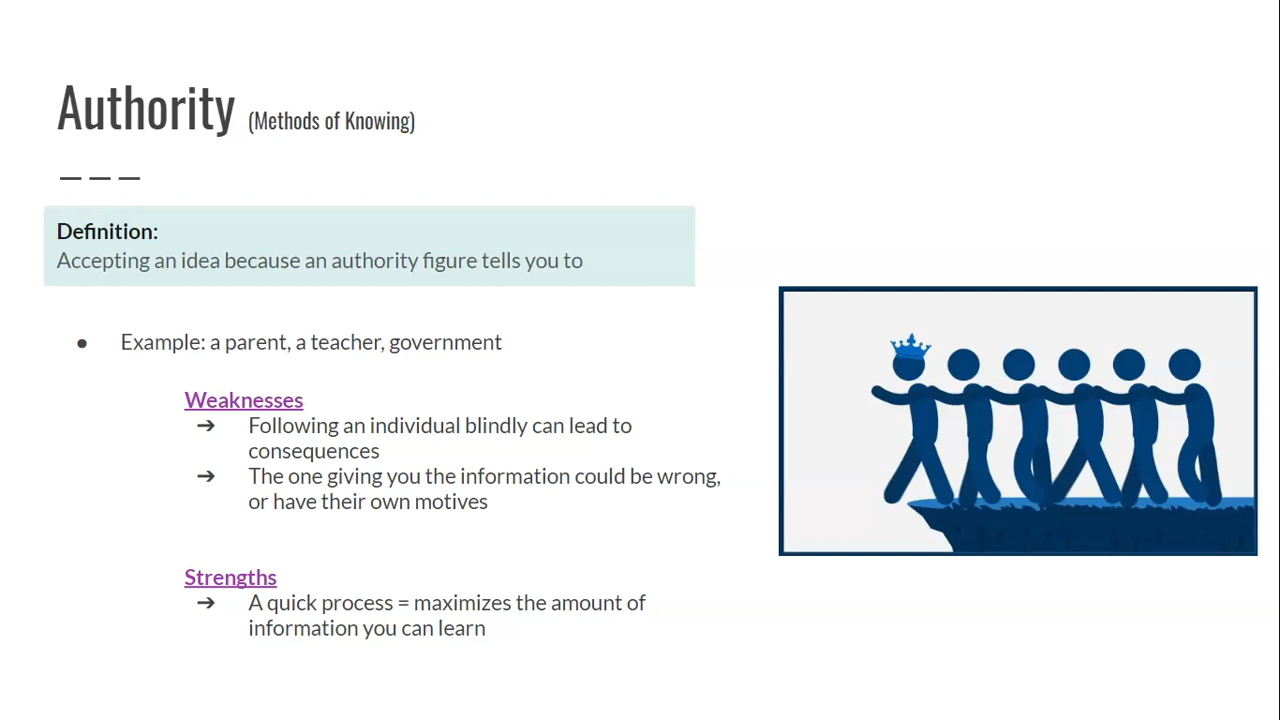 Authority (Methods of Knowing)
Definition:
Accepting an idea because an authority figure tells you to
● Example: a parent, a teacher, government
Weaknesses
➔ Following an individual blindly can lead to
consequences
➔ The one giving you the information could be wrong,
or have their own motives
Strengths
➔ A quick process = maximizes the amount of
information you can learn